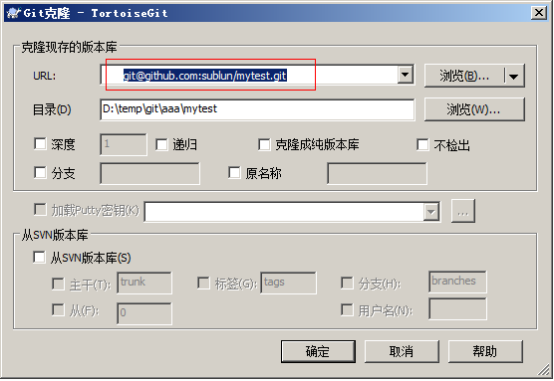 Git克隆 - TortoiseGit
克隆现存的版本库
URL: git@github.com:sublun/mytest.git 浏览(B)...
目录(D) D:\temp\git\aaa\mytest 浏览(W)...
深度 1 递归 克隆成纯版本库 不检出
分支 原名称
加载Putty密钥(K) ...
从SVN版本库
从SVN版本库(S)
主干(T): trunk 标签(G): tags 分支(H): branches
从(F): 0 用户名(N):
确定 取消 帮助